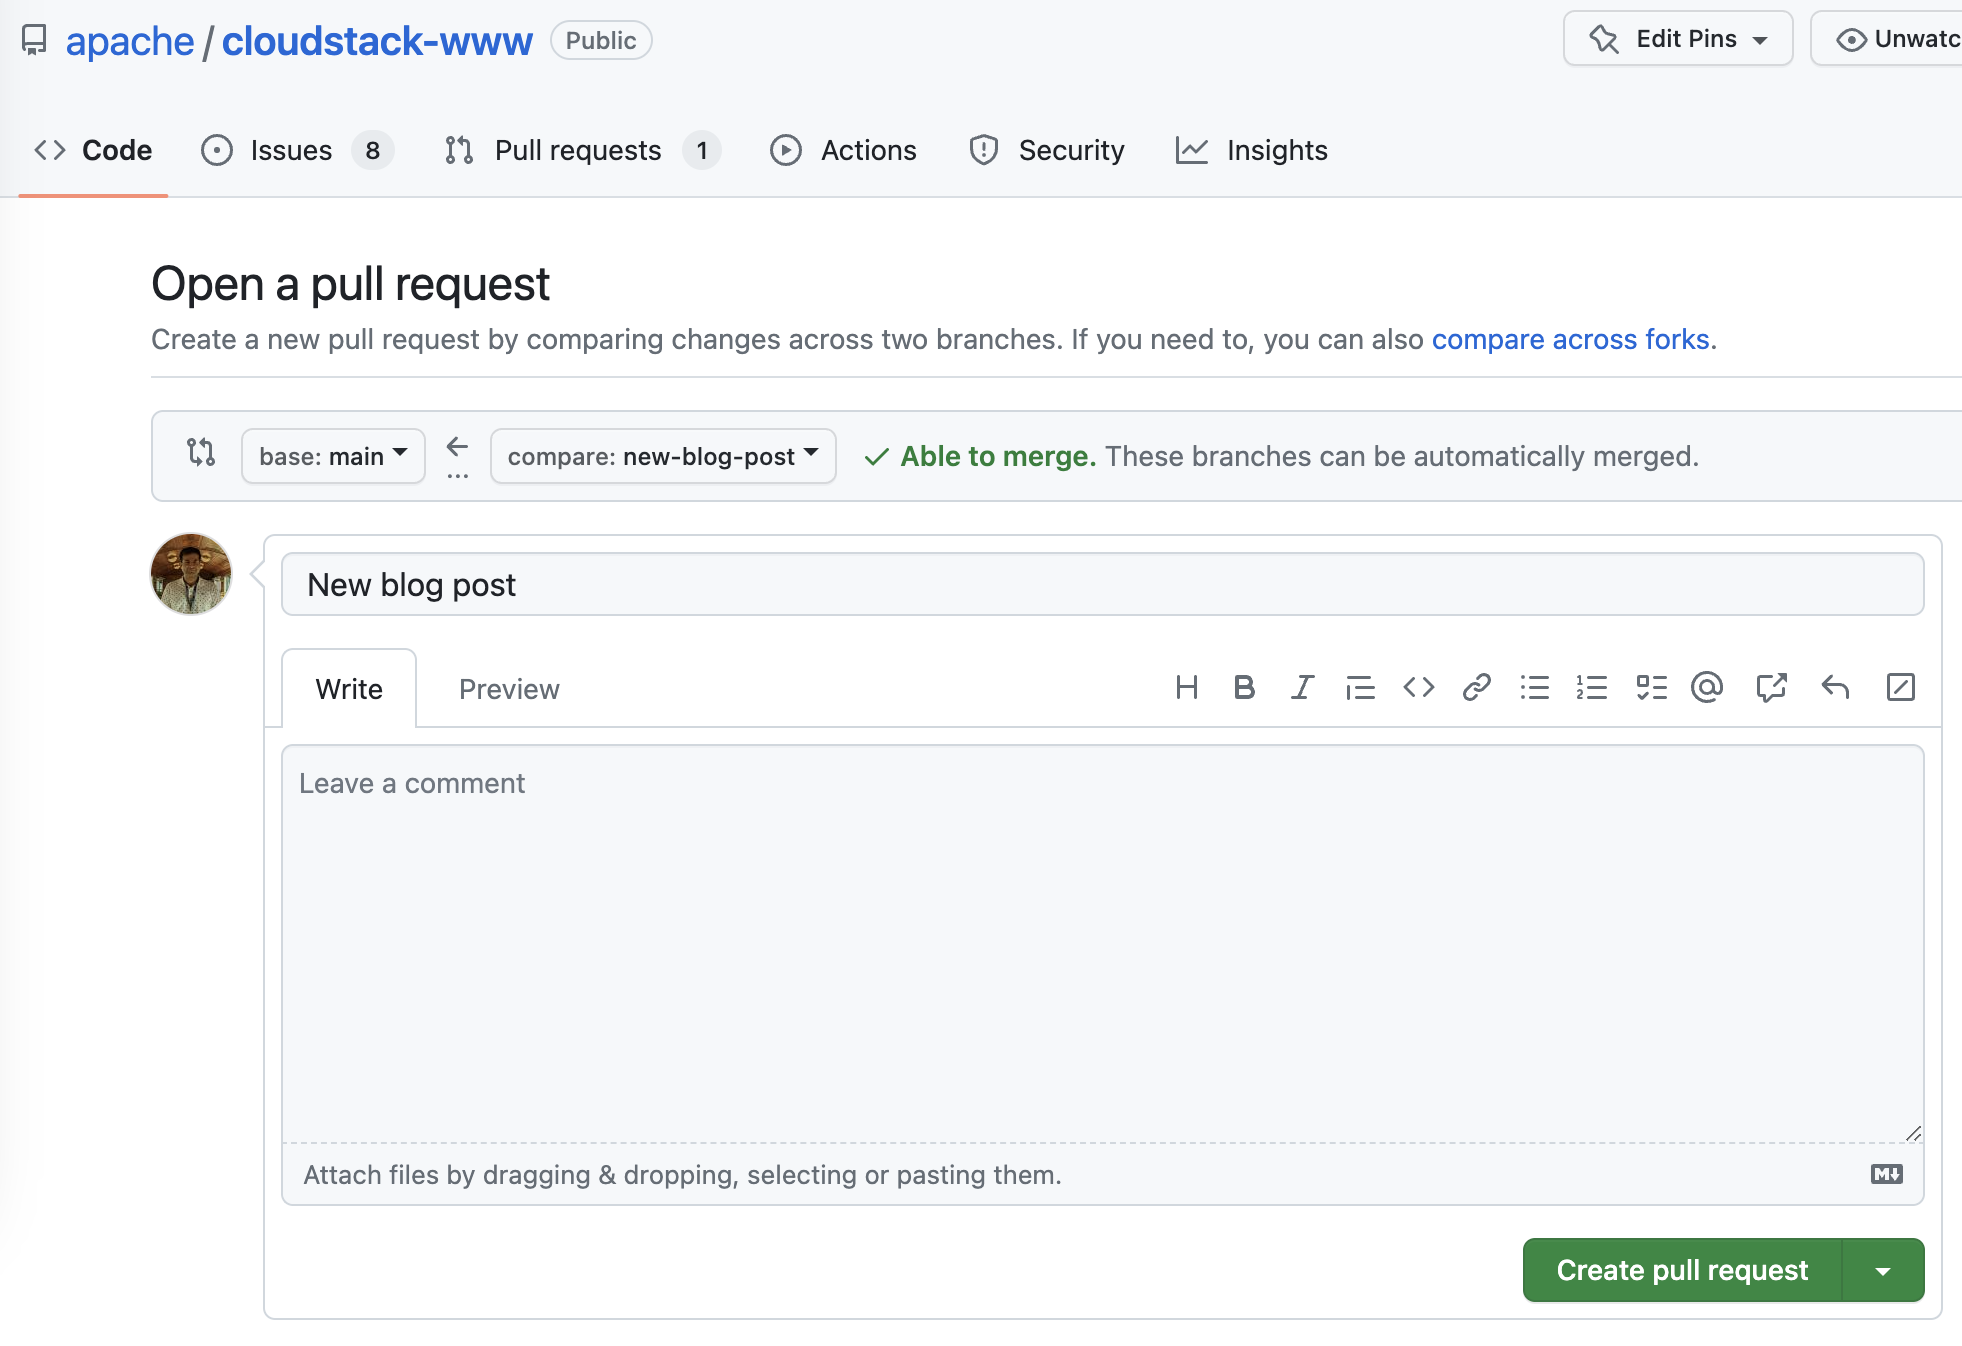 apache / cloudstack-www Public Edit Pins Unwatc
Code Issues 8 Pull requests 1 Actions Security Insights
Open a pull request
Create a new pull request by comparing changes across two branches. If you need to, you can also compare across forks.
base: main ← ... compare: new-blog-post ✓ Able to merge. These branches can be automatically merged.
New blog post
Write Preview
Leave a comment
Attach files by dragging & dropping, selecting or pasting them.
Create pull request